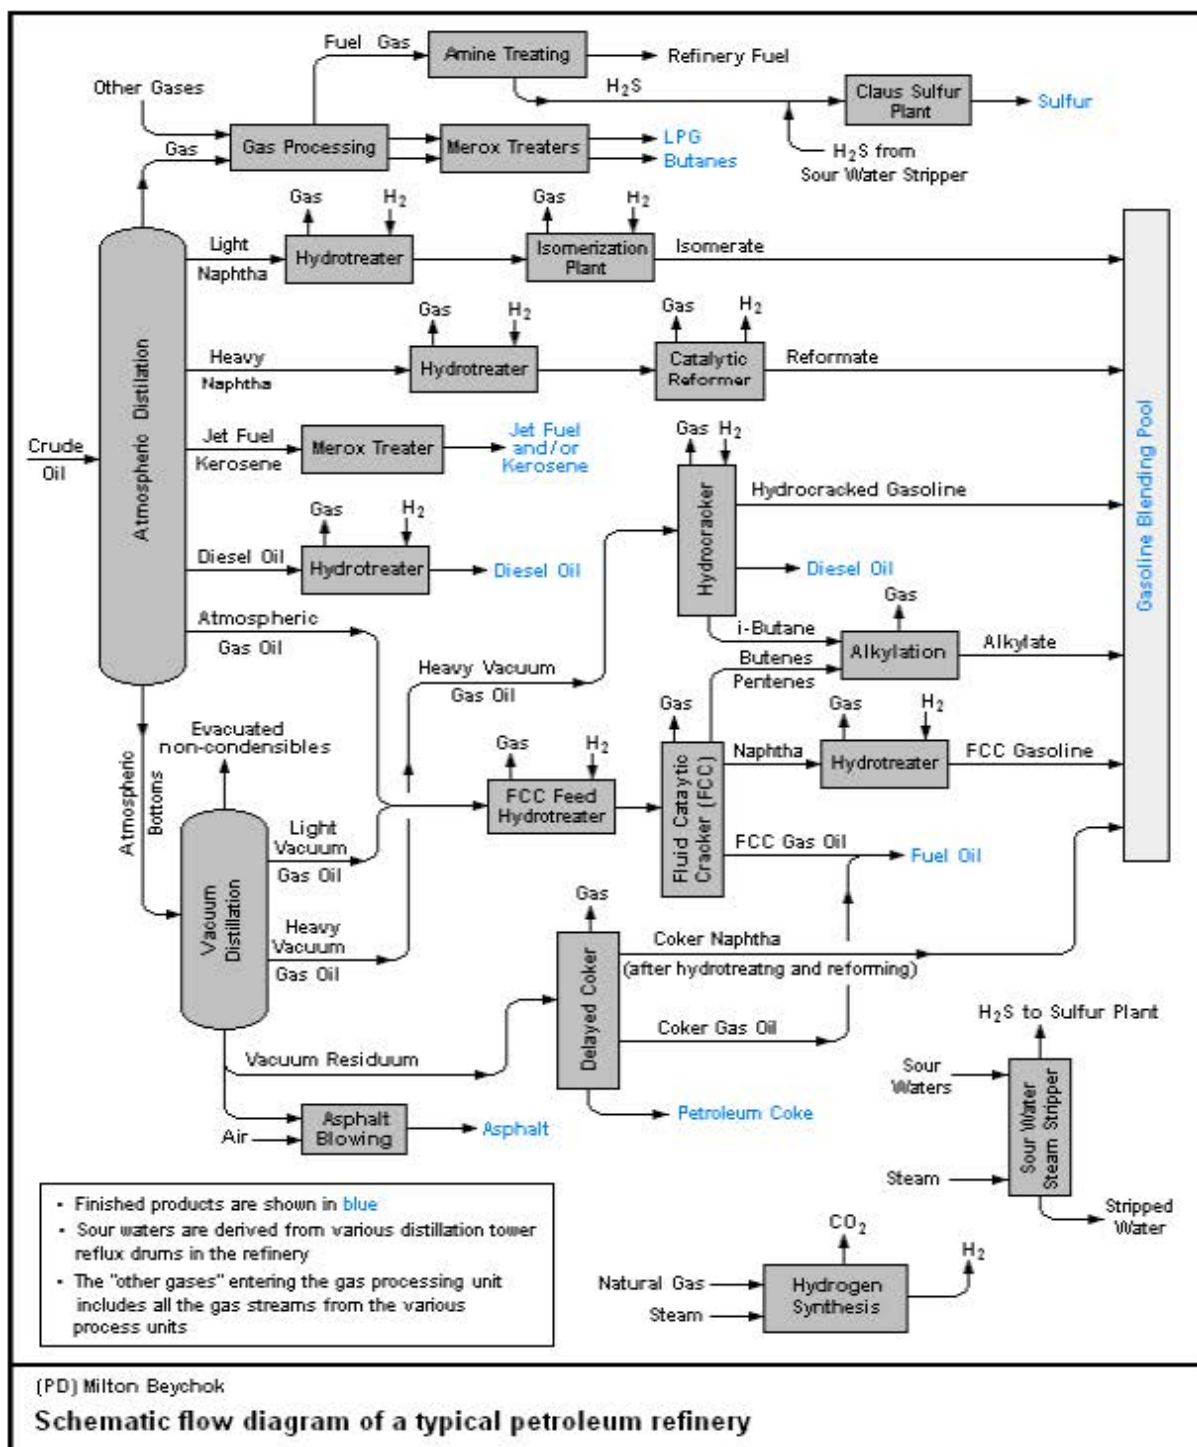 Fuel Gas
Amine Treating
Refinery Fuel
Other Gases
H2S
Claus Sulfur
Plant
Sulfur
Gas
Gas Processing
Merox Treaters
LPG
Butanes
H2S from
Sour Water Stripper
Gas
H2
Gas
H2
Light
Naphtha
Hydrotreater
Isomerization
Plant
Isomerate
Gas
H2
Gas
H2
Heavy
Naphtha
Hydrotreater
Catalytic
Reformer
Reformate
Crude
Oil
Atmospheric Distilation
Jet Fuel
Kerosene
Merox Treater
Jet Fuel
and/or
Kerosene
Gas
H2
Hydrocracker
Hydrocracked Gasoline
Gasoline Blending Pool
Gas
H2
Diesel Oil
Hydrotreater
Diesel Oil
Diesel Oil
Atmospheric
Gas Oil
i-Butane
Gas
Butenes
Pentenes
Alkylation
Alkylate
Heavy Vacuum
Gas Oil
Evacuated
non-condensibles
Atmospheric
Bottoms
Gas
H2
FCC Feed
Hydrotreater
Gas
Fluid Cataytic
Cracker (FCC)
Naphtha
Gas
H2
Hydrotreater
FCC Gasoline
Light
Vacuum
Gas Oil
FCC Gas Oil
Fuel Oil
Vacuum
Distillation
Heavy
Vacuum
Gas Oil
Gas
Delayed Coker
Coker Naphtha
(after hydrotreatng and reforming)
Coker Gas Oil
Vacuum Residuum
Petroleum Coke
Air
Asphalt
Blowing
Asphalt
H2S to Sulfur Plant
Sour
Waters
Sour Water
Steam Stripper
Steam
Stripped
Water
CO2
H2
Natural Gas
Steam
Hydrogen
Synthesis
• Finished products are shown in blue
• Sour waters are derived from various distillation tower
reflux drums in the refinery
• The "other gases" entering the gas processing unit
includes all the gas streams from the various
process units
(PD) Milton Beychok
Schematic flow diagram of a typical petroleum refinery